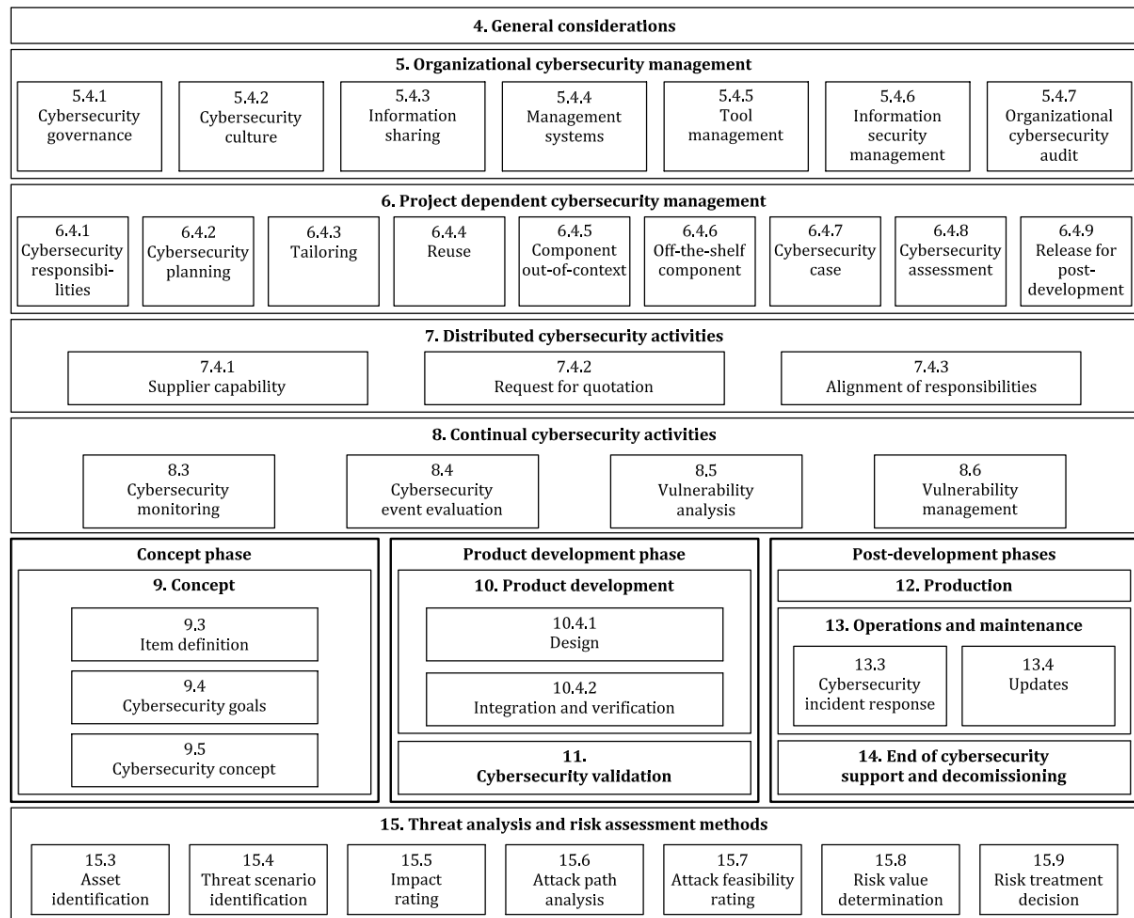 4. General considerations
5. Organizational cybersecurity management
5.4.1
Cybersecurity
governance
5.4.2
Cybersecurity
culture
5.4.3
Information
sharing
5.4.4
Management
systems
5.4.5
Tool
management
5.4.6
Information
security
management
5.4.7
Organizational
cybersecurity
audit
6. Project dependent cybersecurity management
6.4.1
Cybersecurity
responsibi-
lities
6.4.2
Cybersecurity
planning
6.4.3
Tailoring
6.4.4
Reuse
6.4.5
Component
out-of-context
6.4.6
Off-the-shelf
component
6.4.7
Cybersecurity
case
6.4.8
Cybersecurity
assessment
6.4.9
Release for
post-
development
7. Distributed cybersecurity activities
7.4.1
Supplier capability
7.4.2
Request for quotation
7.4.3
Alignment of responsibilities
8. Continual cybersecurity activities
8.3
Cybersecurity
monitoring
8.4
Cybersecurity
event evaluation
8.5
Vulnerability
analysis
8.6
Vulnerability
management
Concept phase
9. Concept
9.3
Item definition
9.4
Cybersecurity goals
9.5
Cybersecurity concept
Product development phase
10. Product development
10.4.1
Design
10.4.2
Integration and verification
11.
Cybersecurity validation
Post-development phases
12. Production
13. Operations and maintenance
13.3
Cybersecurity
incident response
13.4
Updates
14. End of cybersecurity
support and decomissioning
15. Threat analysis and risk assessment methods
15.3
Asset
identification
15.4
Threat scenario
identification
15.5
Impact
rating
15.6
Attack path
analysis
15.7
Attack feasibility
rating
15.8
Risk value
determination
15.9
Risk treatment
decision